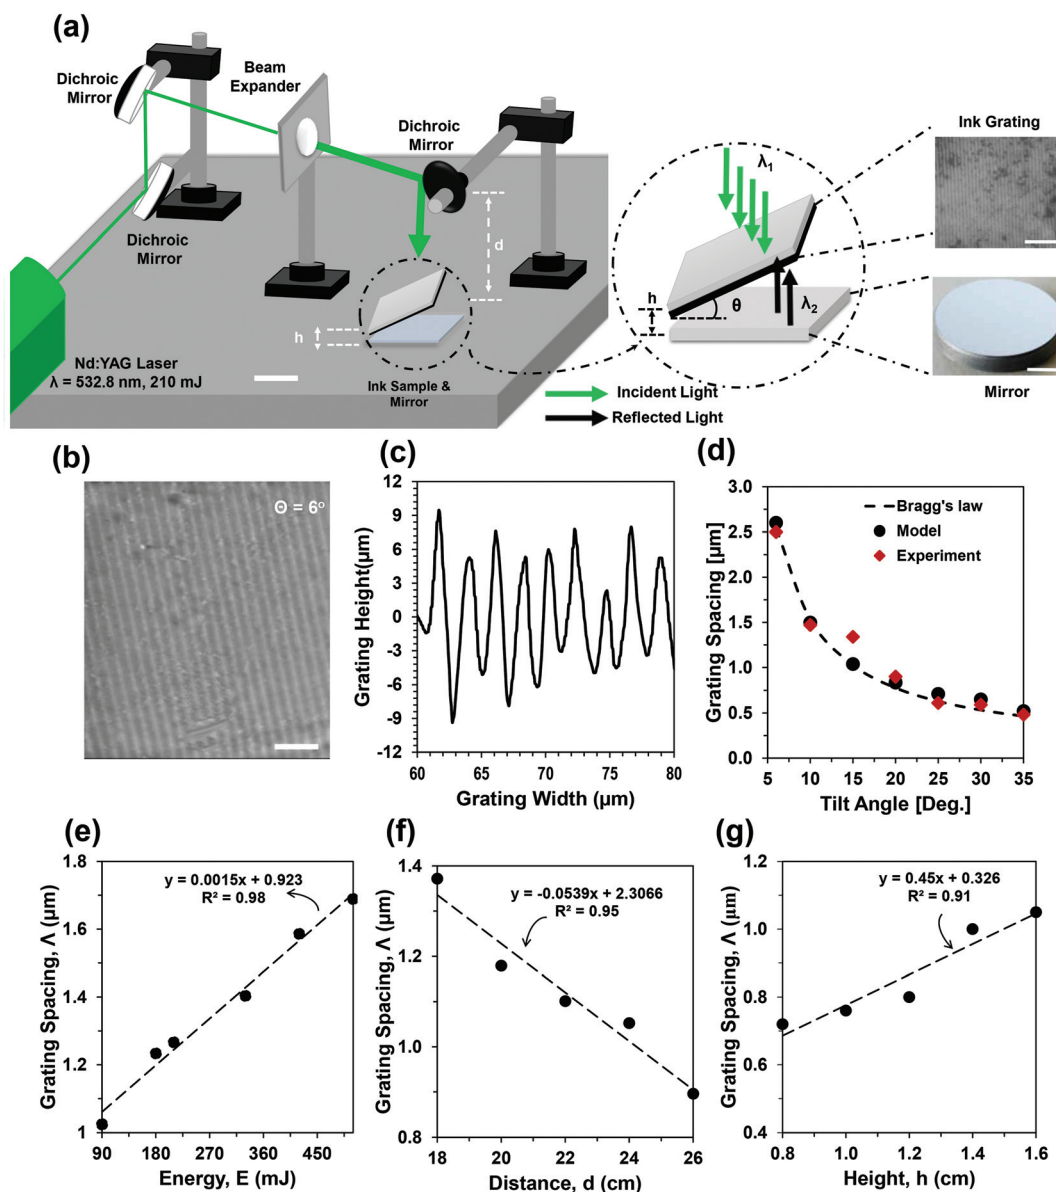 (a)
Dichroic
Mirror
Beam
Expander
Dichroic
Mirror
Dichroic
Mirror
d
h
Nd:YAG Laser
λ = 532.8 nm, 210 mJ
Ink Sample &
Mirror
λ1
h
θ
λ2
Incident Light
Reflected Light
Ink Grating
Mirror
(b)
Θ = 6°
(c)
Grating Height(µm)
12
9
6
3
0
-3
-6
-9
-12
60 65 70 75 80
Grating Width (µm)
(d)
Grating Spacing [µm]
3.0
2.5
2.0
1.5
1.0
0.5
0.0
Bragg's law
Model
Experiment
5 10 15 20 25 30 35
Tilt Angle [Deg.]
(e)
Grating Spacing, Λ (µm)
1.8
1.6
1.4
1.2
1
y = 0.0015x + 0.923
R² = 0.98
90 180 270 360 450
Energy, E (mJ)
(f)
Grating Spacing, Λ (µm)
1.4
1.2
1.0
0.8
y = -0.0539x + 2.3066
R² = 0.95
18 20 22 24 26
Distance, d (cm)
(g)
Grating Spacing, Λ (µm)
1.4
1.2
1.0
0.8
0.6
0.4
y = 0.45x + 0.326
R² = 0.91
0.8 1.0 1.2 1.4 1.6
Height, h (cm)